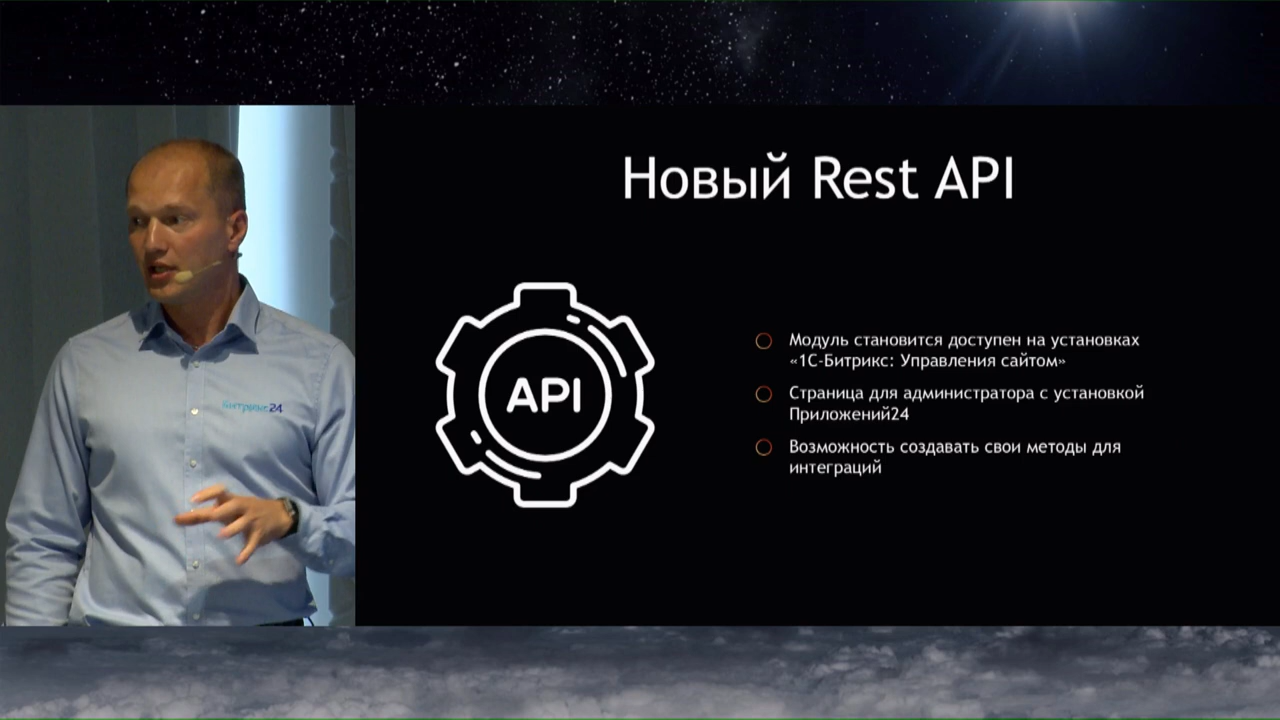 Новый Rest API
API
Модуль становится доступен на установках
«1С-Битрикс: Управления сайтом»
Страница для администратора с установкой
Приложений24
Возможность создавать свои методы для
интеграций
Битрикс24